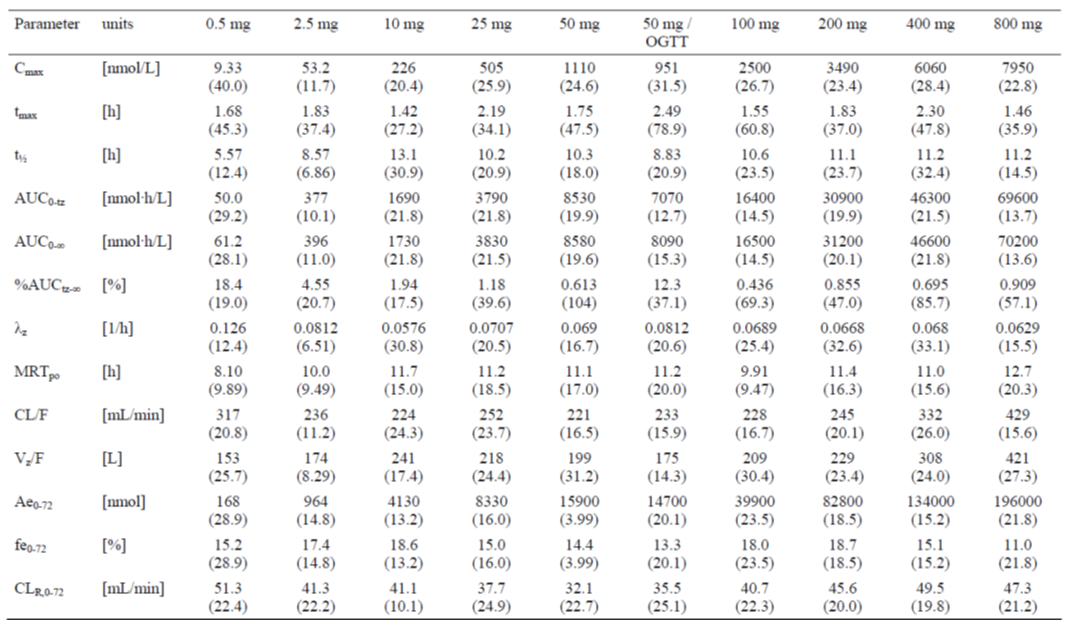 Parameter units 0.5 mg 2.5 mg 10 mg 25 mg 50 mg 50 mg / OGTT 100 mg 200 mg 400 mg 800 mg
Cmax [nmol/L] 9.33 53.2 226 505 1110 951 2500 3490 6060 7950
(40.0) (11.7) (20.4) (25.9) (24.6) (31.5) (26.7) (23.4) (28.4) (22.8)
tmax [h] 1.68 1.83 1.42 2.19 1.75 2.49 1.55 1.83 2.30 1.46
(45.3) (37.4) (27.2) (34.1) (47.5) (78.9) (60.8) (37.0) (47.8) (35.9)
t½ [h] 5.57 8.57 13.1 10.2 10.3 8.83 10.6 11.1 11.2 11.2
(12.4) (6.86) (30.9) (20.9) (18.0) (20.9) (23.5) (23.7) (32.4) (14.5)
AUC0-tz [nmol·h/L] 50.0 377 1690 3790 8530 7070 16400 30900 46300 69600
(29.2) (10.1) (21.8) (21.8) (19.9) (12.7) (14.5) (19.9) (21.5) (13.7)
AUC0-∞ [nmol·h/L] 61.2 396 1730 3830 8580 8090 16500 31200 46600 70200
(28.1) (11.0) (21.8) (21.5) (19.6) (15.3) (14.5) (20.1) (21.8) (13.6)
%AUCtz-∞ [%] 18.4 4.55 1.94 1.18 0.613 12.3 0.436 0.855 0.695 0.909
(19.0) (20.7) (17.5) (39.6) (104) (37.1) (69.3) (47.0) (85.7) (57.1)
λz [1/h] 0.126 0.0812 0.0576 0.0707 0.069 0.0812 0.0689 0.0668 0.068 0.0629
(12.4) (6.51) (30.8) (20.5) (16.7) (20.6) (25.4) (32.6) (33.1) (15.5)
MRTpo [h] 8.10 10.0 11.7 11.2 11.1 11.2 9.91 11.4 11.0 12.7
(9.89) (9.49) (15.0) (18.5) (17.0) (20.0) (9.47) (16.3) (15.6) (20.3)
CL/F [mL/min] 317 236 224 252 221 233 228 245 332 429
(20.8) (11.2) (24.3) (23.7) (16.5) (15.9) (16.7) (20.1) (26.0) (15.6)
Vz/F [L] 153 174 241 218 199 175 209 229 308 421
(25.7) (8.29) (17.4) (24.4) (31.2) (14.3) (30.4) (23.4) (24.0) (27.3)
Ae0-72 [nmol] 168 964 4130 8330 15900 14700 39900 82800 134000 196000
(28.9) (14.8) (13.2) (16.0) (3.99) (20.1) (23.5) (18.5) (15.2) (21.8)
fe0-72 [%] 15.2 17.4 18.6 15.0 14.4 13.3 18.0 18.7 15.1 11.0
(28.9) (14.8) (13.2) (16.0) (3.99) (20.1) (23.5) (18.5) (15.2) (21.8)
CLR,0-72 [mL/min] 51.3 41.3 41.1 37.7 32.1 35.5 40.7 45.6 49.5 47.3
(22.4) (22.2) (10.1) (24.9) (22.7) (25.1) (22.3) (20.0) (19.8) (21.2)